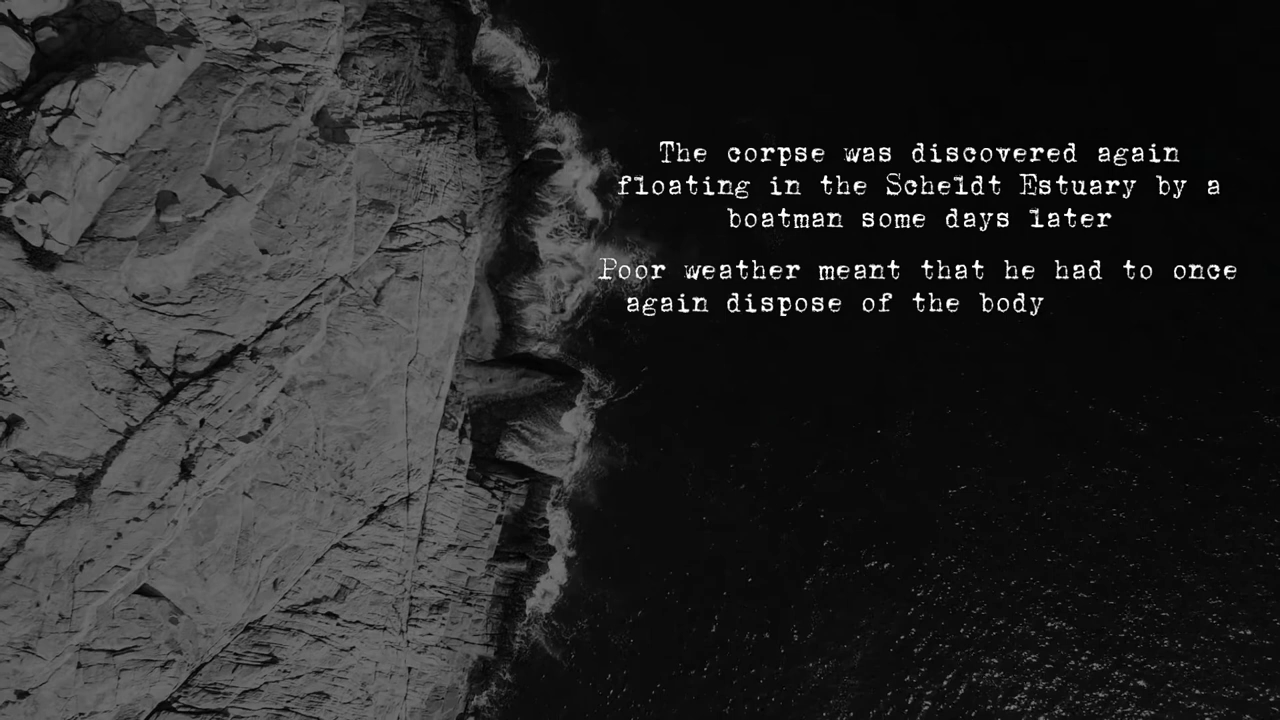 The corpse was discovered again
floating in the Scheldt Estuary by a
boatman some days later
Poor weather meant that he had to once
again dispose of the body